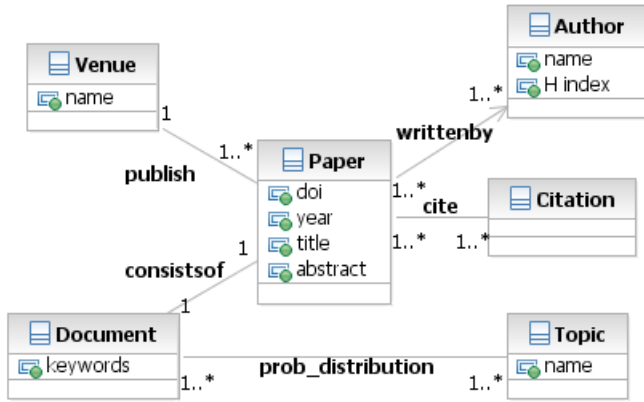 Author
name
H index
1..*
Venue
name
1
writtenby
publish
1..*
Paper
doi
year
title
abstract
1..*
cite
1..*
1..*
Citation
1
consistsof
1
Document
keywords
1..*
prob_distribution
1..*
Topic
name